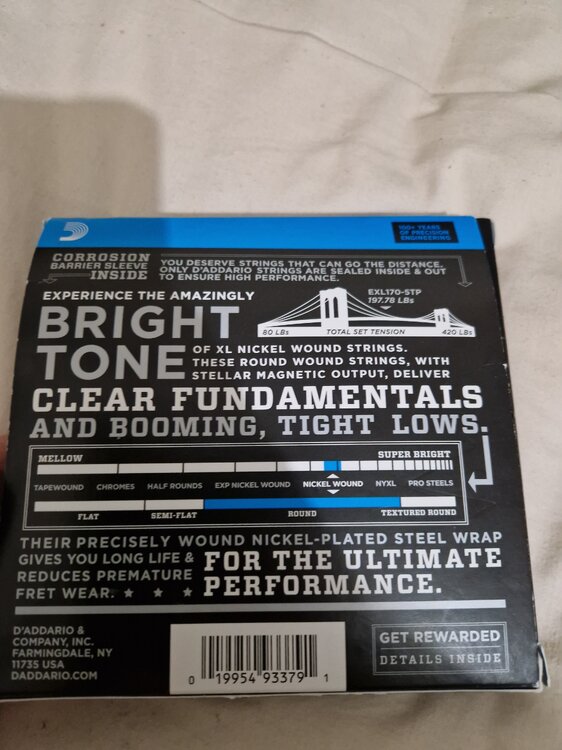 100+ YEARS
OF PRECISION
ENGINEERING
CORROSION
BARRIER SLEEVE
INSIDE
YOU DESERVE STRINGS THAT CAN GO THE DISTANCE.
ONLY D'ADDARIO STRINGS ARE SEALED INSIDE & OUT
TO ENSURE HIGH PERFORMANCE.
EXPERIENCE THE AMAZINGLY
BRIGHT
TONE
EXL170-5TP
197.78 LBs
80 LBs
TOTAL SET TENSION
420 LBs
OF XL NICKEL WOUND STRINGS.
THESE ROUND WOUND STRINGS, WITH
STELLAR MAGNETIC OUTPUT, DELIVER
CLEAR FUNDAMENTALS
AND BOOMING, TIGHT LOWS.
MELLOW SUPER BRIGHT
TAPEWOUND CHROMES HALF ROUNDS EXP NICKEL WOUND NICKEL WOUND NYXL PRO STEELS
FLAT SEMI-FLAT ROUND TEXTURED ROUND
THEIR PRECISELY WOUND NICKEL-PLATED STEEL WRAP
GIVES YOU LONG LIFE &
REDUCES PREMATURE
FRET WEAR.
FOR THE ULTIMATE
PERFORMANCE.
D'ADDARIO &
COMPANY, INC.
FARMINGDALE, NY
11735 USA
DADDARIO.COM
0 19954 93379 1
GET REWARDED
DETAILS INSIDE